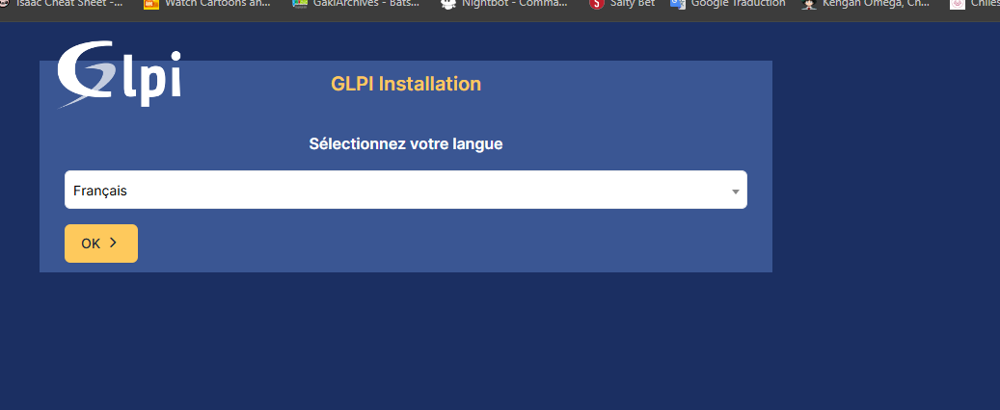 Isaac Cheat Sheet -... Watch Cartoons an... GakiArchives - Bats... Nightbot - Comma... Salty Bet Google Traduction Kengan Omega, Ch... Chiles
Glpi
GLPI Installation
Sélectionnez votre langue
Français
OK